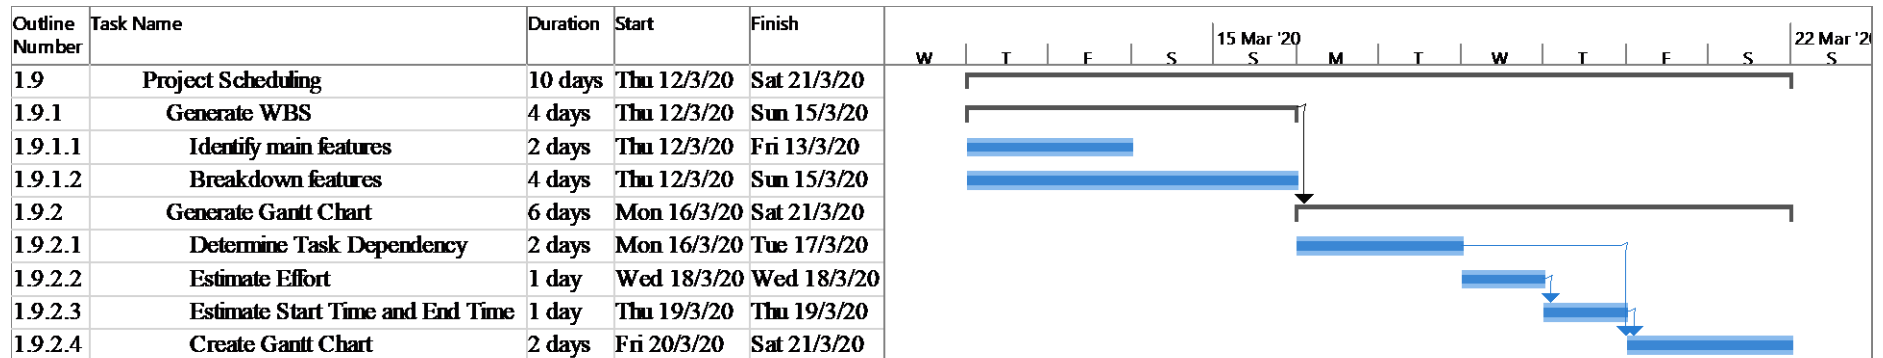 Outline Number Task Name Duration Start Finish
15 Mar '20 22 Mar '20
W T F S S M T W T F S S
1.9 Project Scheduling 10 days Thu 12/3/20 Sat 21/3/20
1.9.1 Generate WBS 4 days Thu 12/3/20 Sun 15/3/20
1.9.1.1 Identify main features 2 days Thu 12/3/20 Fri 13/3/20
1.9.1.2 Breakdown features 4 days Thu 12/3/20 Sun 15/3/20
1.9.2 Generate Gantt Chart 6 days Mon 16/3/20 Sat 21/3/20
1.9.2.1 Determine Task Dependency 2 days Mon 16/3/20 Tue 17/3/20
1.9.2.2 Estimate Effort 1 day Wed 18/3/20 Wed 18/3/20
1.9.2.3 Estimate Start Time and End Time 1 day Thu 19/3/20 Thu 19/3/20
1.9.2.4 Create Gantt Chart 2 days Fri 20/3/20 Sat 21/3/20